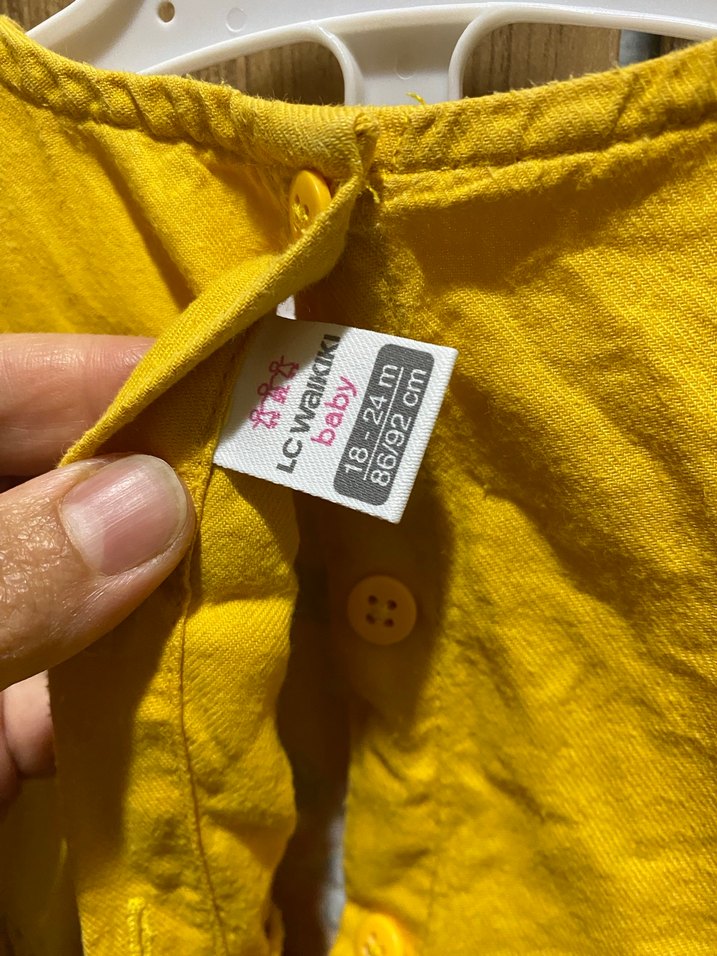 LC WaIKIKI
baby
18 - 24 m
86/92 cm